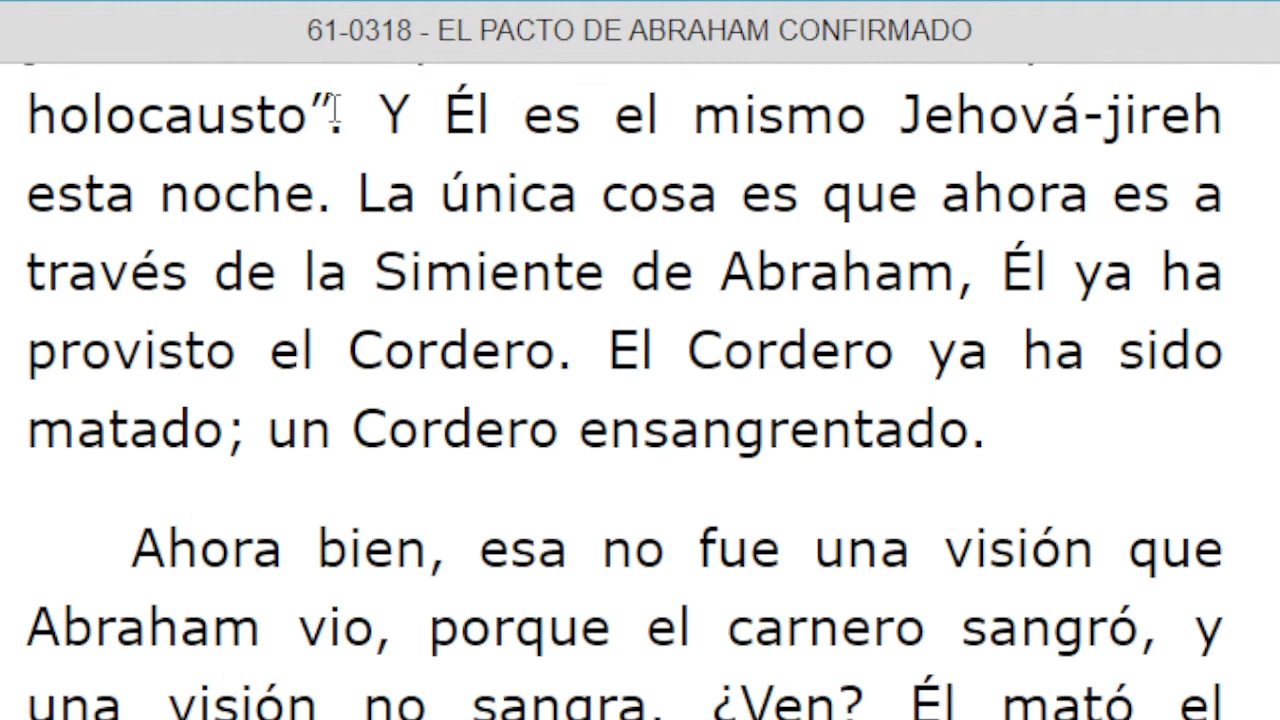 61-0318 - EL PACTO DE ABRAHAM CONFIRMADO
holocausto”. Y Él es el mismo Jehová-jireh
esta noche. La única cosa es que ahora es a
través de la Simiente de Abraham, Él ya ha
provisto el Cordero. El Cordero ya ha sido
matado; un Cordero ensangrentado.
Ahora bien, esa no fue una visión que
Abraham vio, porque el carnero sangró, y
una visión no sangra. ¿Ven? Él mató el